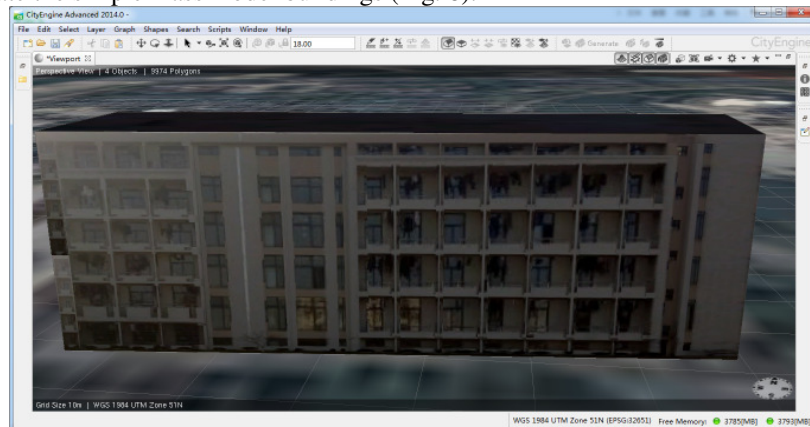 CityEngine Advanced 2014.0 -
File Edit Select Layer Graph Shapes Search Scripts Window Help
18.00
Generate
CityEngine
*Viewport
Perspective View | 4 Objects | 9974 Polygons
Grid Size 10m | WGS 1984 UTM Zone 51N
WGS 1984 UTM Zone 51N (EPSG:32651) Free Memory: 3785[MB] 3793[MB]